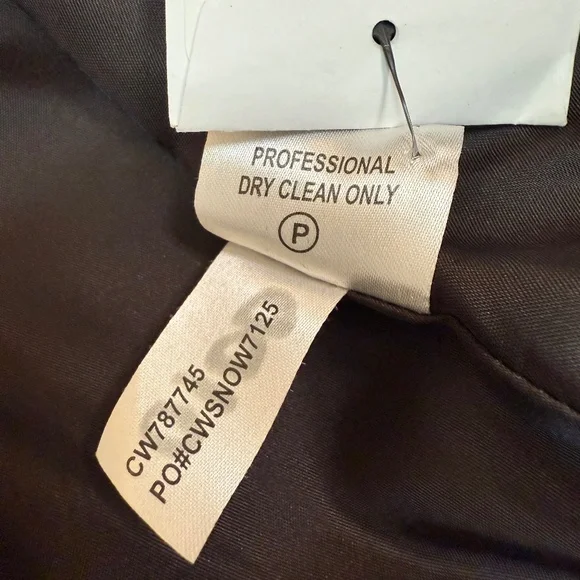 PROFESSIONAL
DRY CLEAN ONLY
P
CW787745
PO#CWSNOW7125